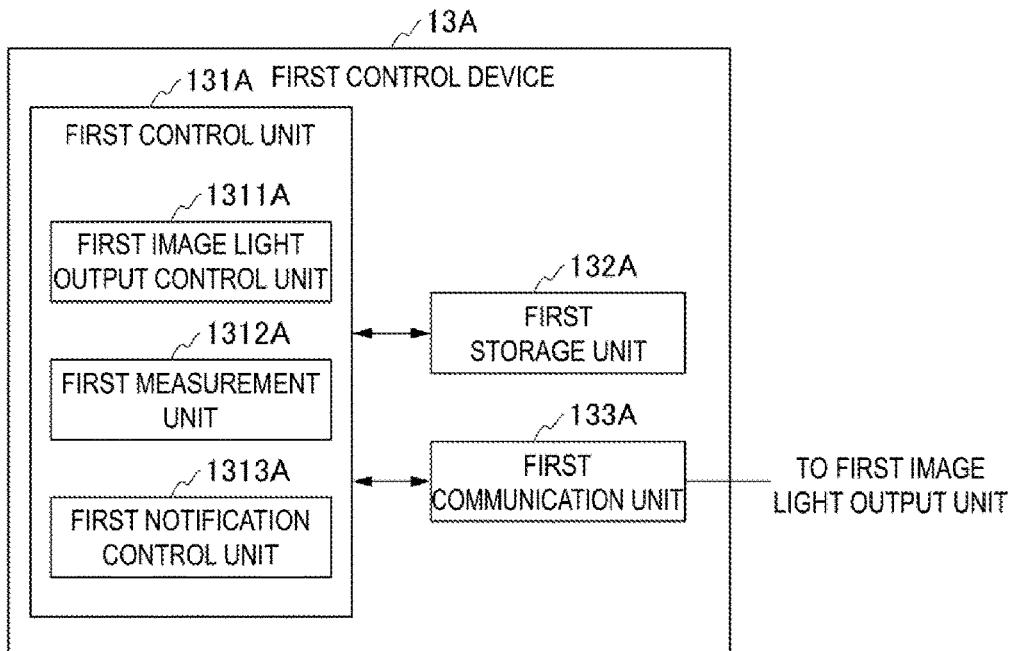 13A
FIRST CONTROL DEVICE
131A
FIRST CONTROL UNIT
1311A
FIRST IMAGE LIGHT
OUTPUT CONTROL UNIT
1312A
FIRST MEASUREMENT
UNIT
1313A
FIRST NOTIFICATION
CONTROL UNIT
132A
FIRST
STORAGE UNIT
133A
FIRST
COMMUNICATION UNIT
TO FIRST IMAGE
LIGHT OUTPUT UNIT